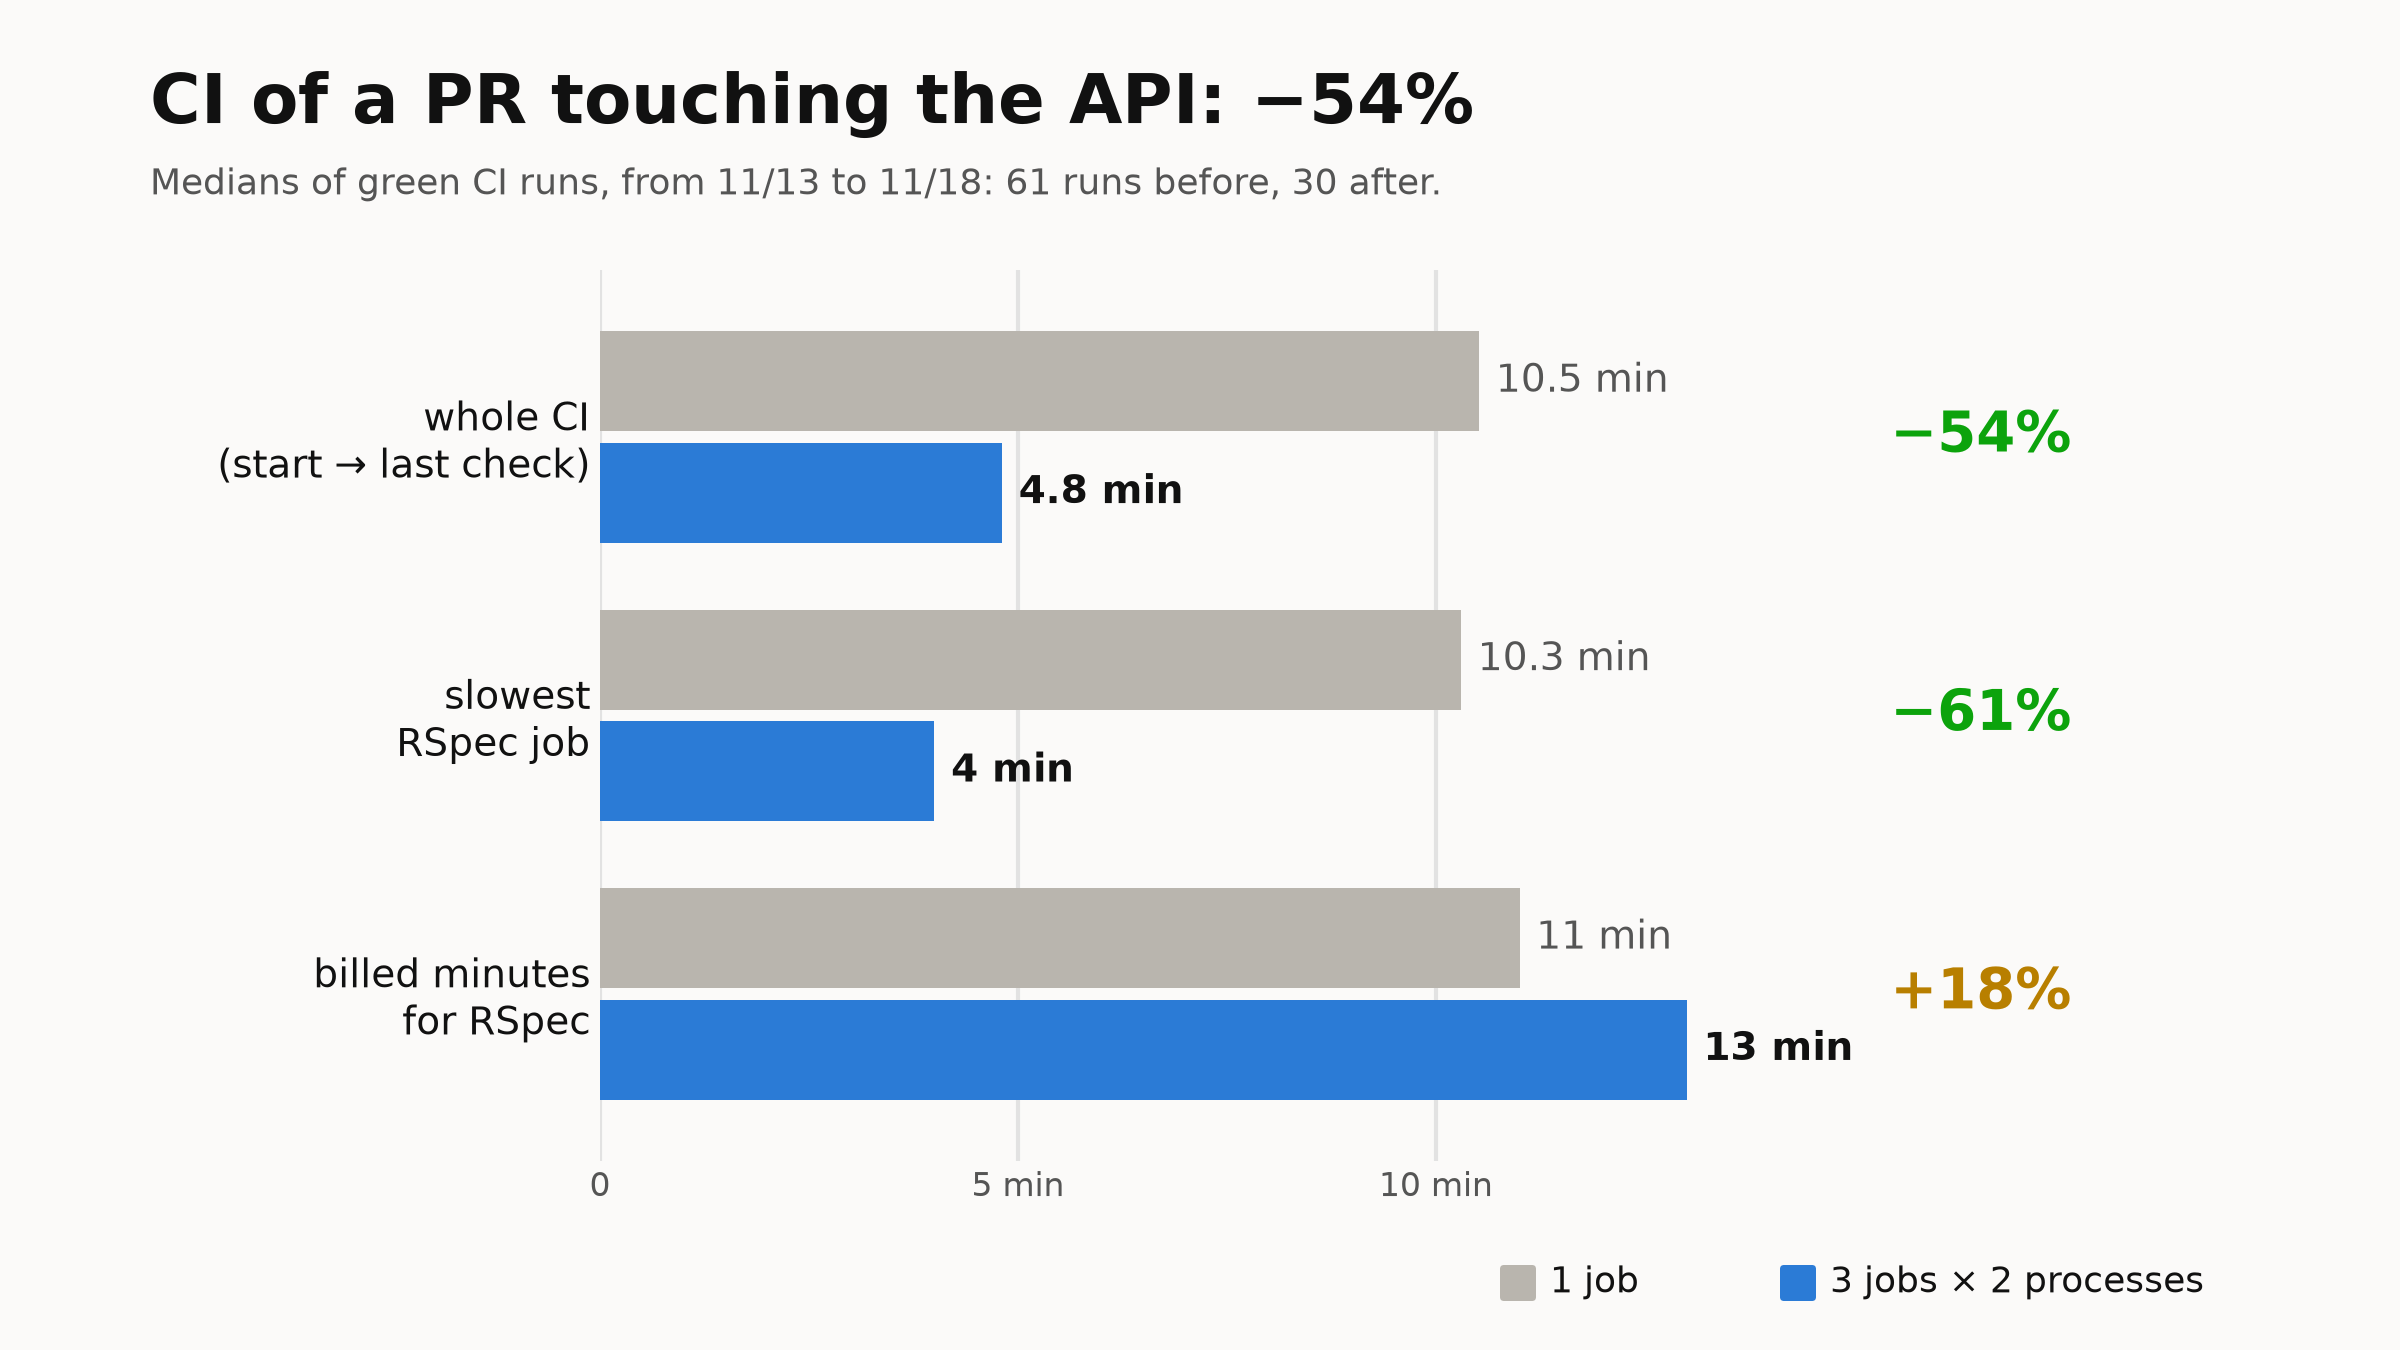 CI of a PR touching the API: −54%
Medians of green CI runs, from 11/13 to 11/18: 61 runs before, 30 after.
whole CI
(start → last check)
10.5 min
4.8 min
−54%
slowest
RSpec job
10.3 min
4 min
−61%
billed minutes
for RSpec
11 min
13 min
+18%
0
5 min
10 min
1 job
3 jobs × 2 processes